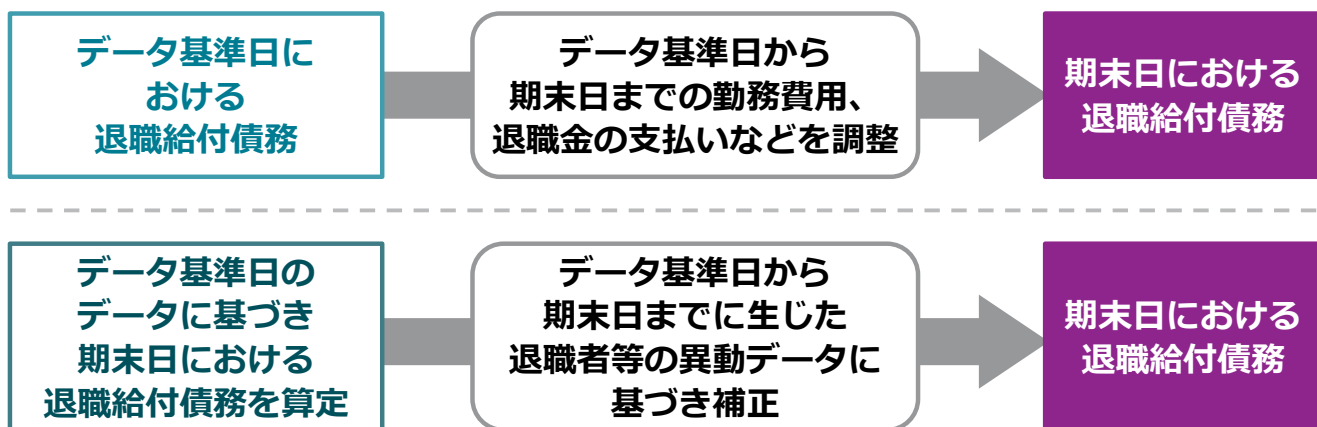 データ基準日に
おける
退職給付債務
データ基準日から
期末日までの勤務費用、
退職金の支払いなどを調整
期末日における
退職給付債務
データ基準日の
データに基づき
期末日における
退職給付債務を算定
データ基準日から
期末日までに生じた
退職者等の異動データに
基づき補正
期末日における
退職給付債務